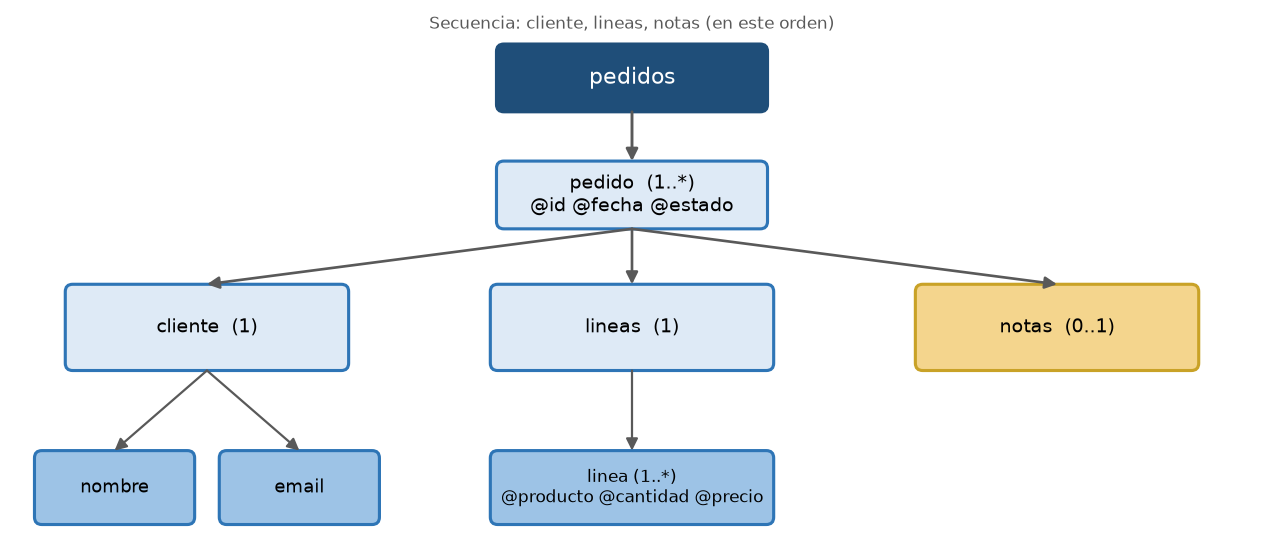 Secuencia: cliente, lineas, notas (en este orden)
pedidos
pedido (1..*)
@id @fecha @estado
cliente (1)
lineas (1)
notas (0..1)
nombre
email
linea (1..*)
@producto @cantidad @precio